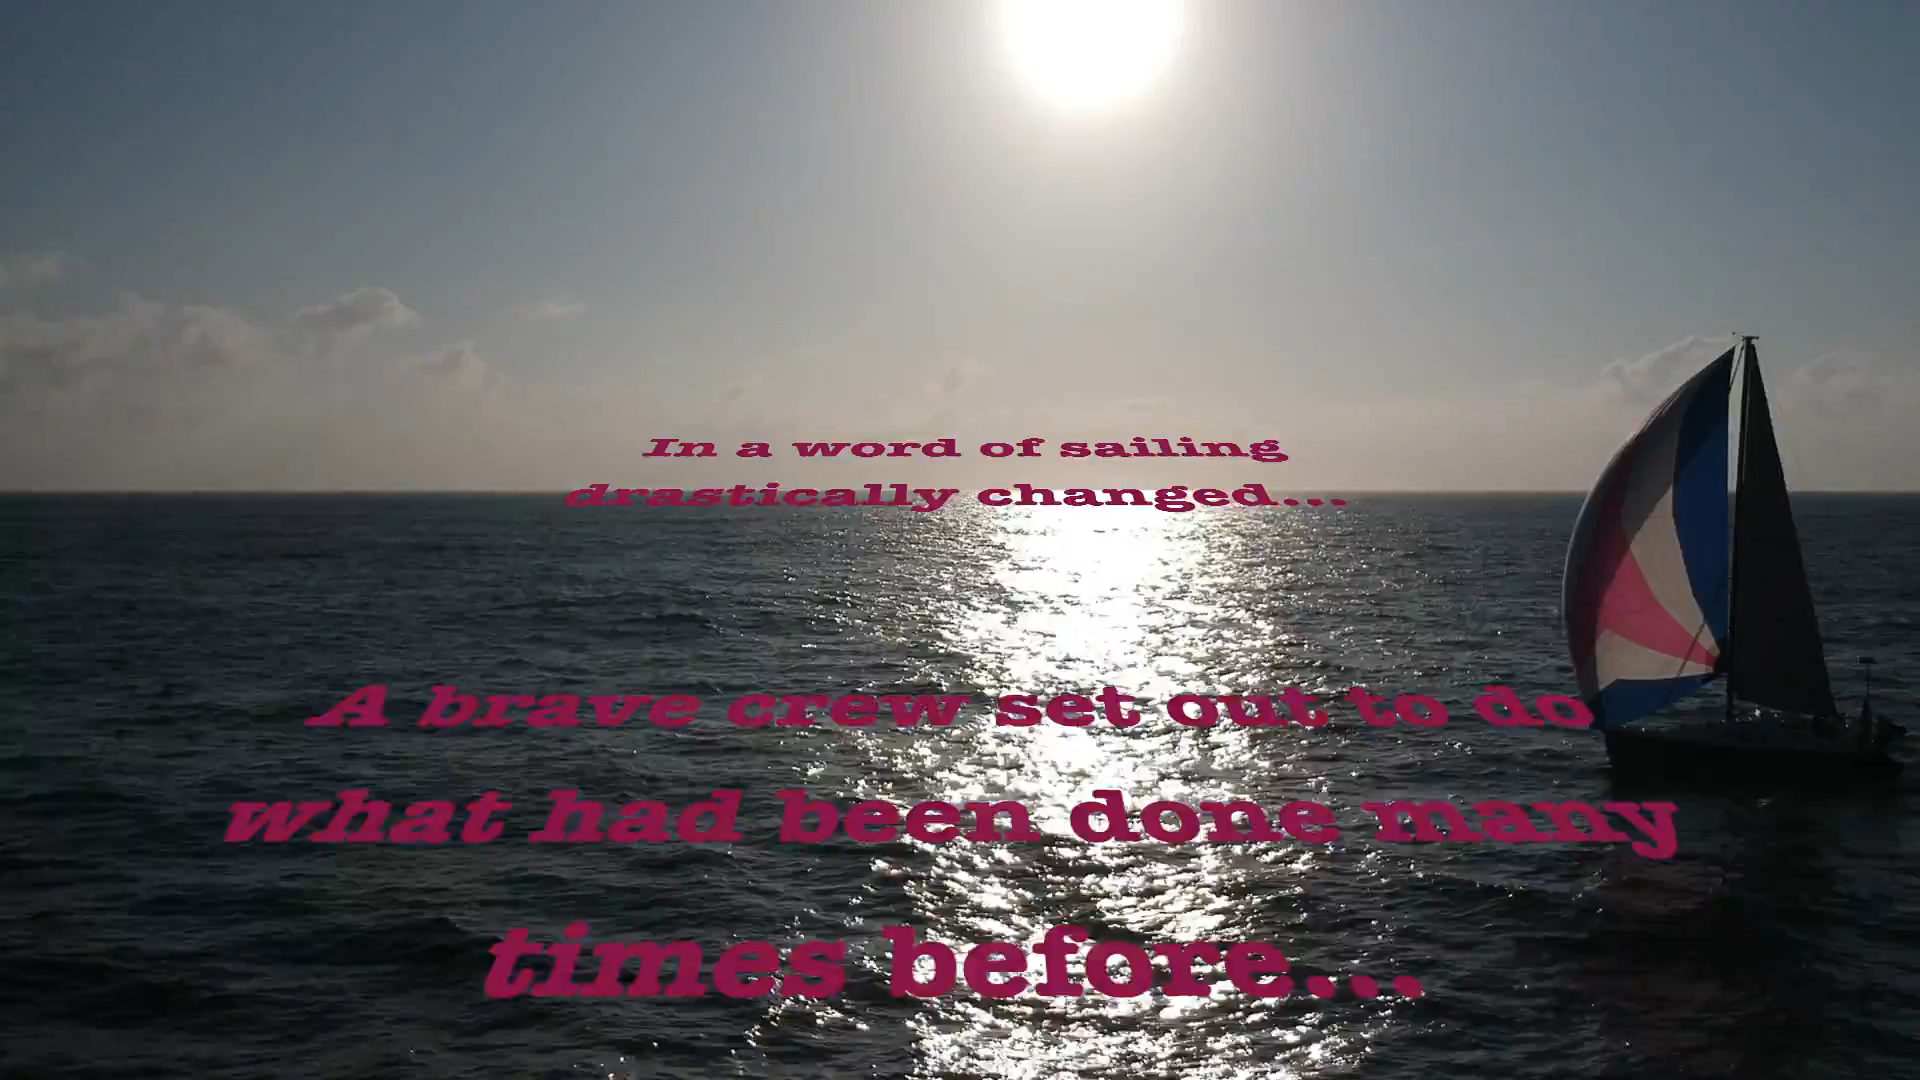 In a word of sailing
drastically changed...
A brave crew set out to do
what had been done many
times before...